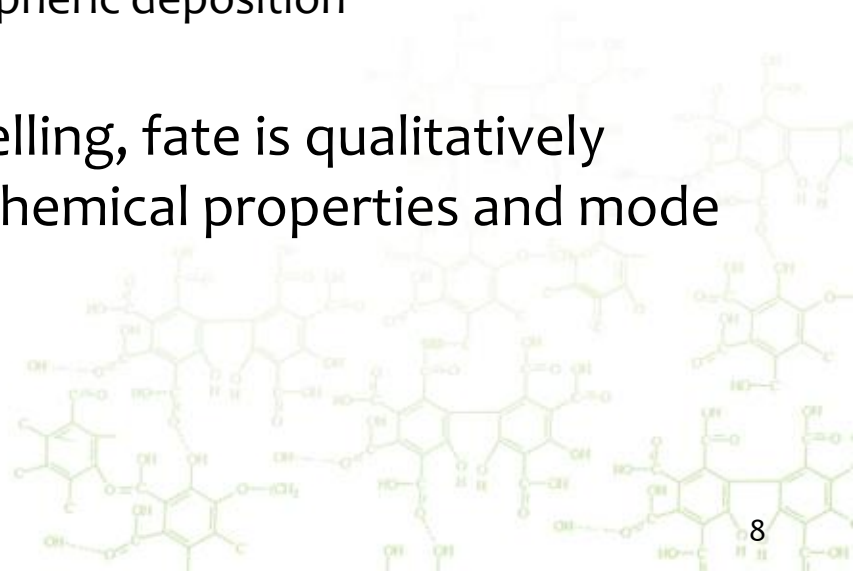 pheric deposition
elling, fate is qualitatively
hemical properties and mode
8